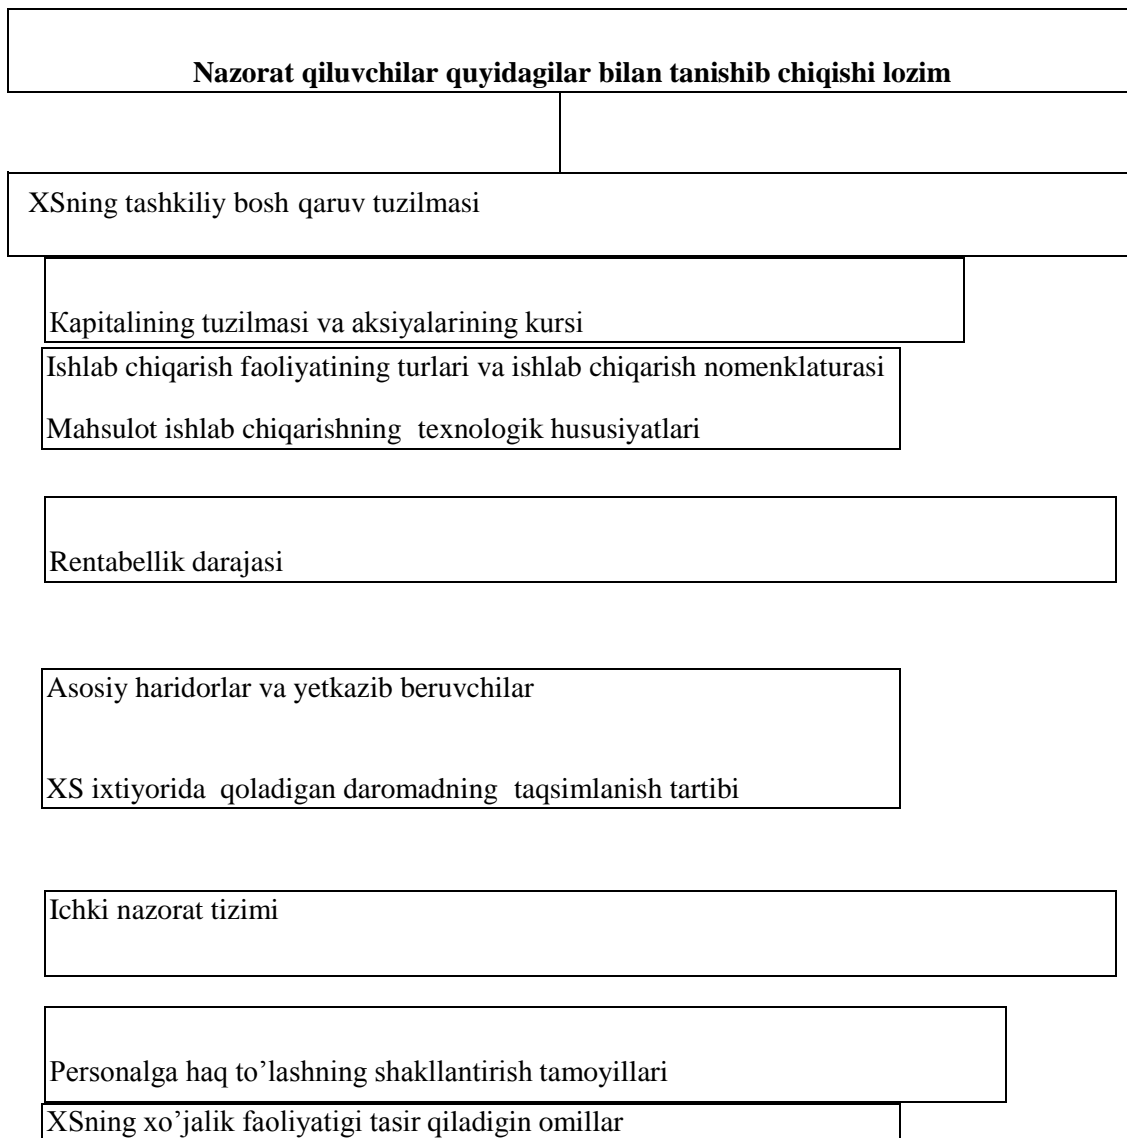 Nazorat qiluvchilar quyidagilar bilan tanishib chiqishi lozim
XSning tashkiliy bosh qaruv tuzilmasi
Kapitalining tuzilmasi va aksiyalarining kursi
Ishlab chiqarish faoliyatining turlari va ishlab chiqarish nomenklaturasi
Mahsulot ishlab chiqarishning texnologik hususiyatlari
Rentabellik darajasi
Asosiy haridorlar va yetkazib beruvchilar
XS ixtiyorida qoladigan daromadning taqsimlanish tartibi
Ichki nazorat tizimi
Personalga haq to’lashning shakllantirish tamoyillari
XSning xo’jalik faoliyatigi tasir qiladigin omillar